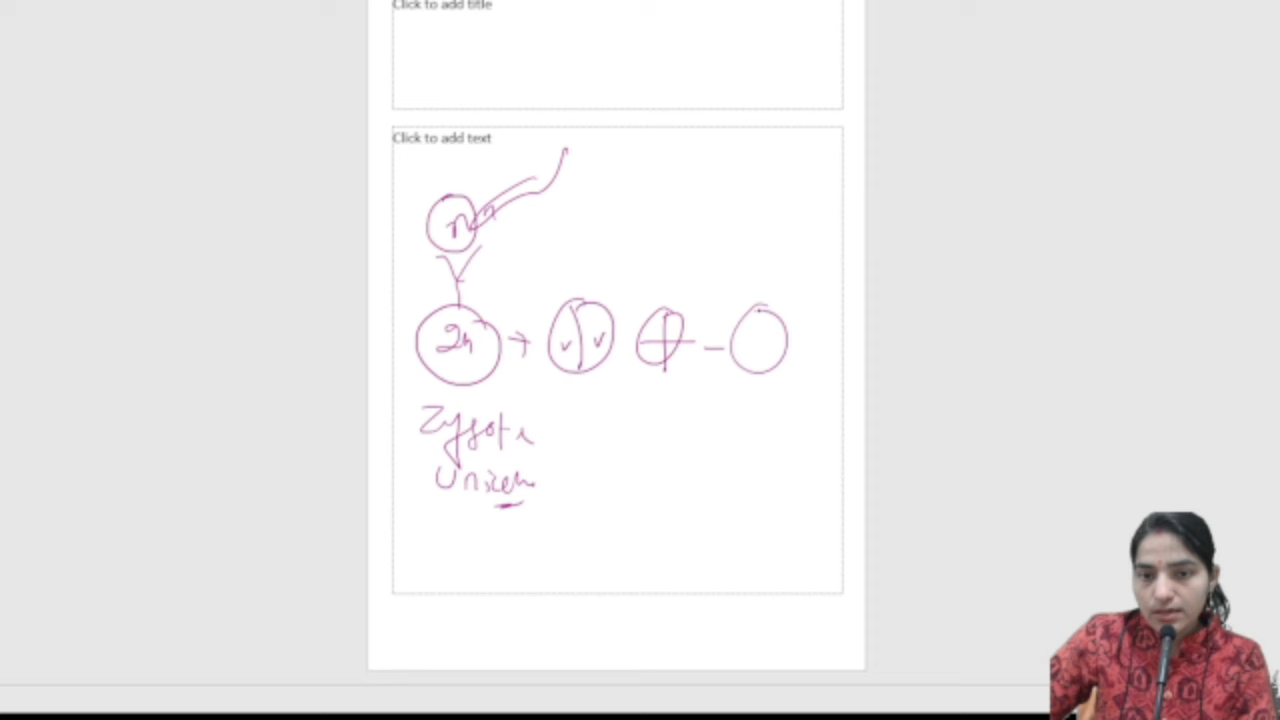 Click to add title
Click to add text
n n
2n
Zygote
Unicell